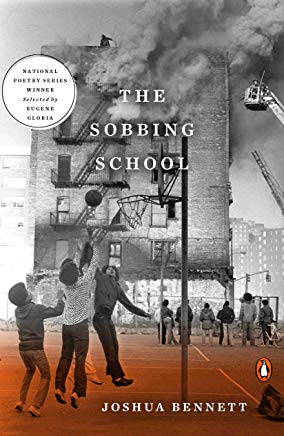 NATIONAL
POETRY SERIES
WINNER
Selected by
EUGENE
GLORIA
THE
SOBBING
SCHOOL
JOSHUA BENNETT